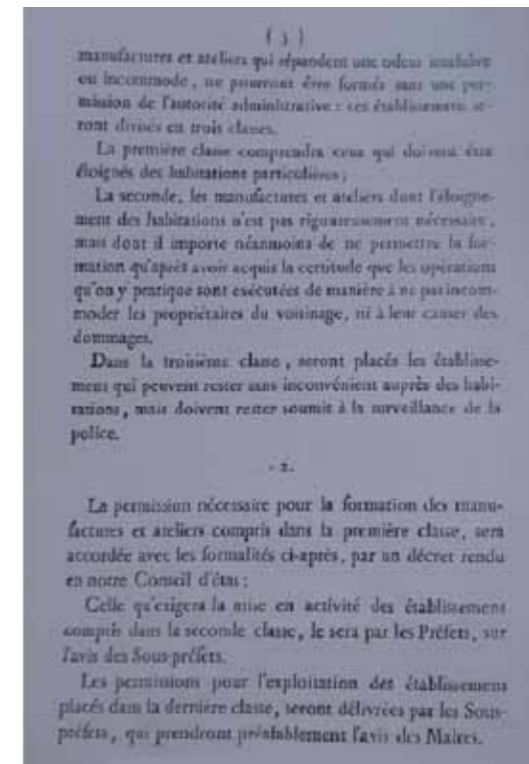 ( 3 )
manufactures et ateliers qui répandent une odeur insalubre
ou incommode, ne pourront être formés sans une per-
mission de l'autorité administrative : ces établissemens se-
ront divisés en trois classes.
La première classe comprendra ceux qui doivent être
éloignés des habitations particulières ;
La seconde, les manufactures et ateliers dont l'éloigne-
ment des habitations n'est pas rigoureusement nécessaire,
mais dont il importe néanmoins de ne permettre la for-
mation qu'après avoir acquis la certitude que les opérations
qu'on y pratique sont exécutées de manière à ne pas incom-
moder les propriétaires du voisinage, ni à leur causer des
dommages.
Dans la troisième classe, seront placés les établisse-
mens qui peuvent rester sans inconvénient auprès des habi-
tations, mais doivent rester soumis à la surveillance de la
police.
- 2.
La permission nécessaire pour la formation des manu-
factures et ateliers compris dans la première classe, sera
accordée avec les formalités ci-après, par un décret rendu
en notre Conseil d'état ;
Celle qu'exigera la mise en activité des établissemens
compris dans la seconde classe, le sera par les Préfets, sur
l'avis des Sous-préfets.
Les permissions pour l'exploitation des établissemens
placés dans la dernière classe, seront délivrées par les Sous-
préfets, qui prendront préalablement l'avis des Maires.